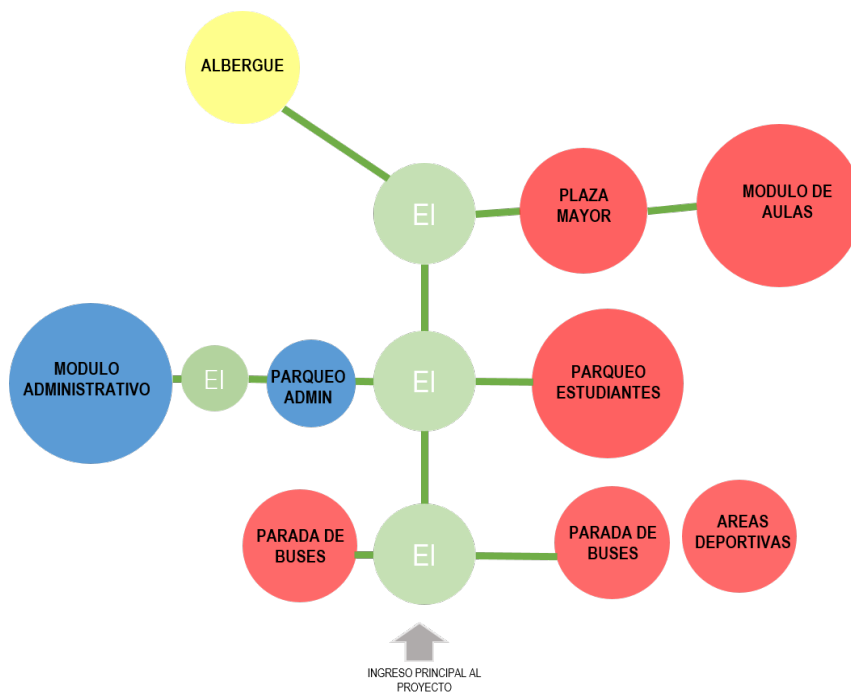 ALBERGUE
EI
PLAZA
MAYOR
MODULO DE
AULAS
MODULO
ADMINISTRATIVO
EI
PARQUEO
ADMIN
EI
PARQUEO
ESTUDIANTES
PARADA DE
BUSES
EI
PARADA DE
BUSES
AREAS
DEPORTIVAS
INGRESO PRINCIPAL AL
PROYECTO